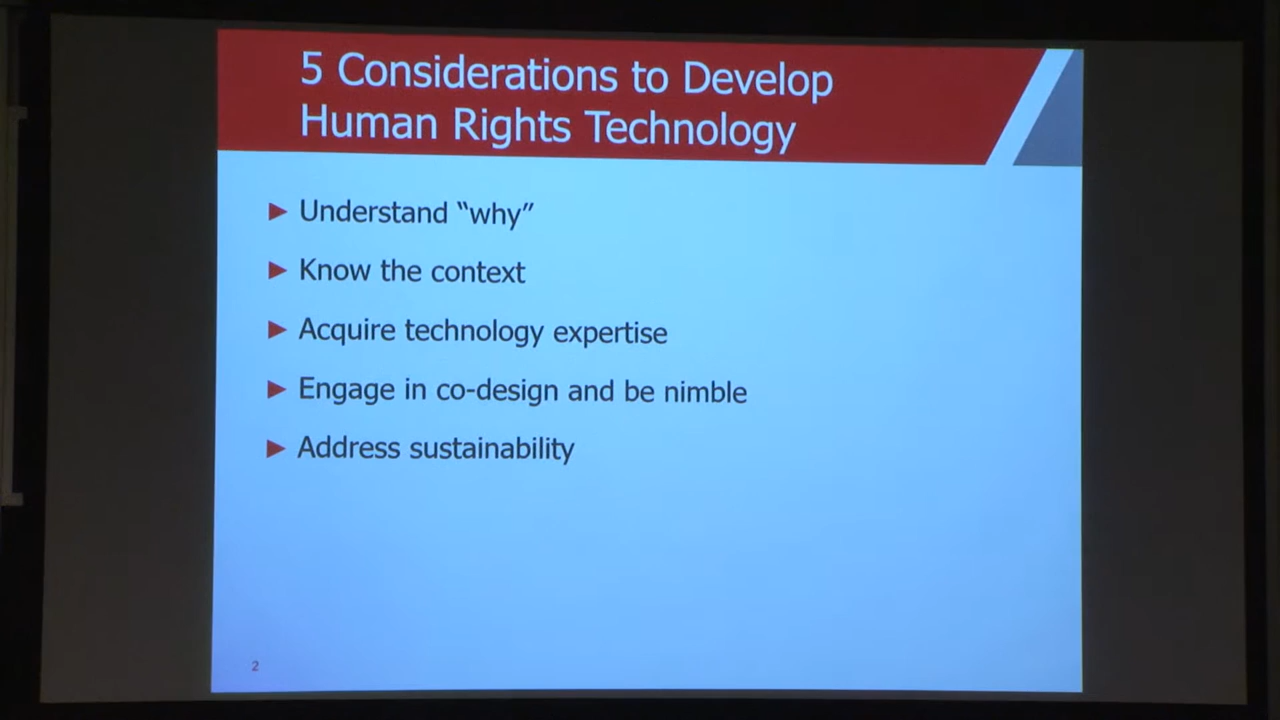 5 Considerations to Develop
Human Rights Technology
Understand “why”
Know the context
Acquire technology expertise
Engage in co-design and be nimble
Address sustainability
2